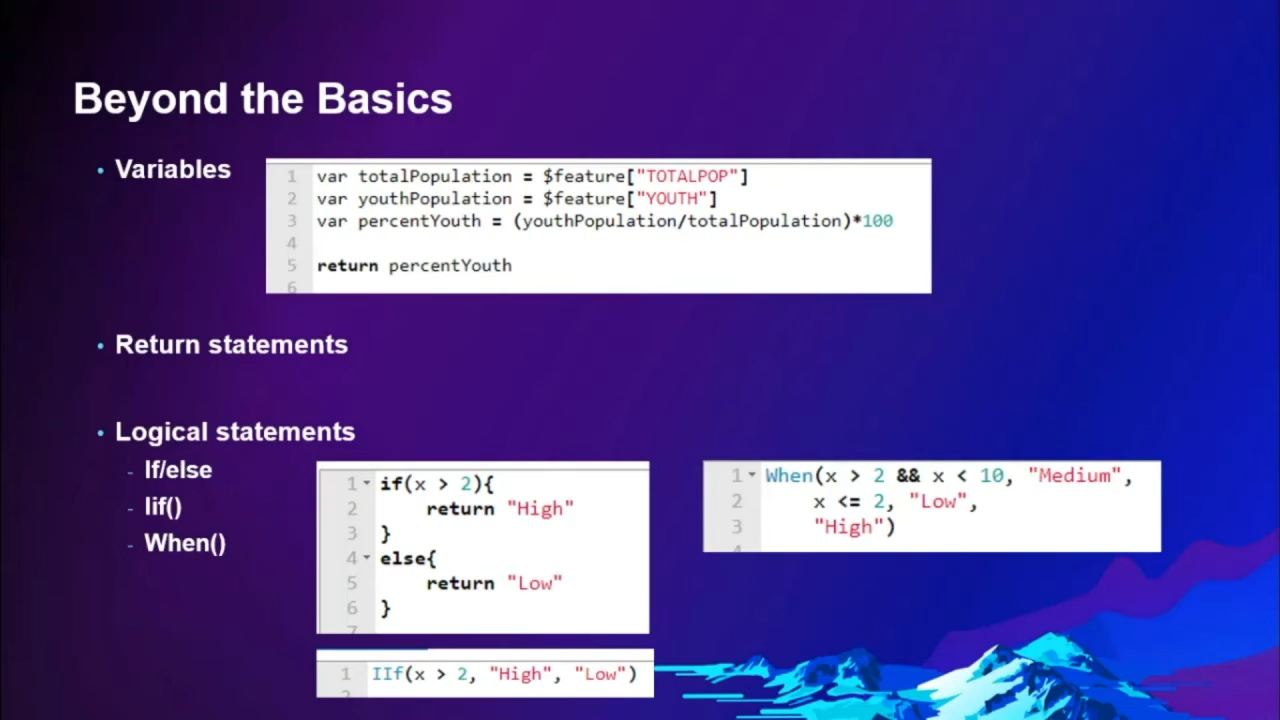 Beyond the Basics
• Variables
1 var totalPopulation = $feature["TOTALPOP"]
2 var youthPopulation = $feature["YOUTH"]
3 var percentYouth = (youthPopulation/totalPopulation)*100
4
5 return percentYouth
6
• Return statements
• Logical statements
- If/else
- Iif()
- When()
1 if(x > 2){
2 return "High"
3 }
4 else{
5 return "Low"
6 }
7
1 IIf(x > 2, "High", "Low")
2
1 When(x > 2 && x < 10, "Medium",
2 x <= 2, "Low",
3 "High")
4